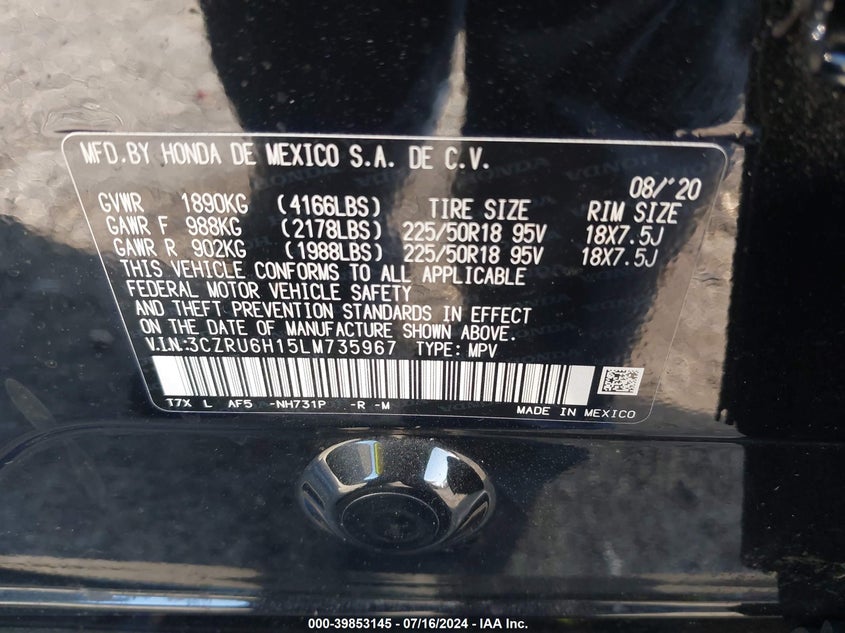 MFD.BY HONDA DE MEXICO S.A. DE C.V.
08/'20
GVWR 1890KG (4166LBS) TIRE SIZE RIM SIZE
GAWR F 988KG (2178LBS) 225/50R18 95V 18X7.5J
GAWR R 902KG (1988LBS) 225/50R18 95V 18X7.5J
THIS VEHICLE CONFORMS TO ALL APPLICABLE
FEDERAL MOTOR VEHICLE SAFETY
AND THEFT PREVENTION STANDARDS IN EFFECT
ON THE DATE OF MANUFACTURE SHOWN ABOVE.
V.I.N:3CZRU6H15LM735967 TYPE: MPV
T7X L AF5 -NH731P -R -M MADE IN MEXICO
000-39853145 - 07/16/2024 - IAA Inc.